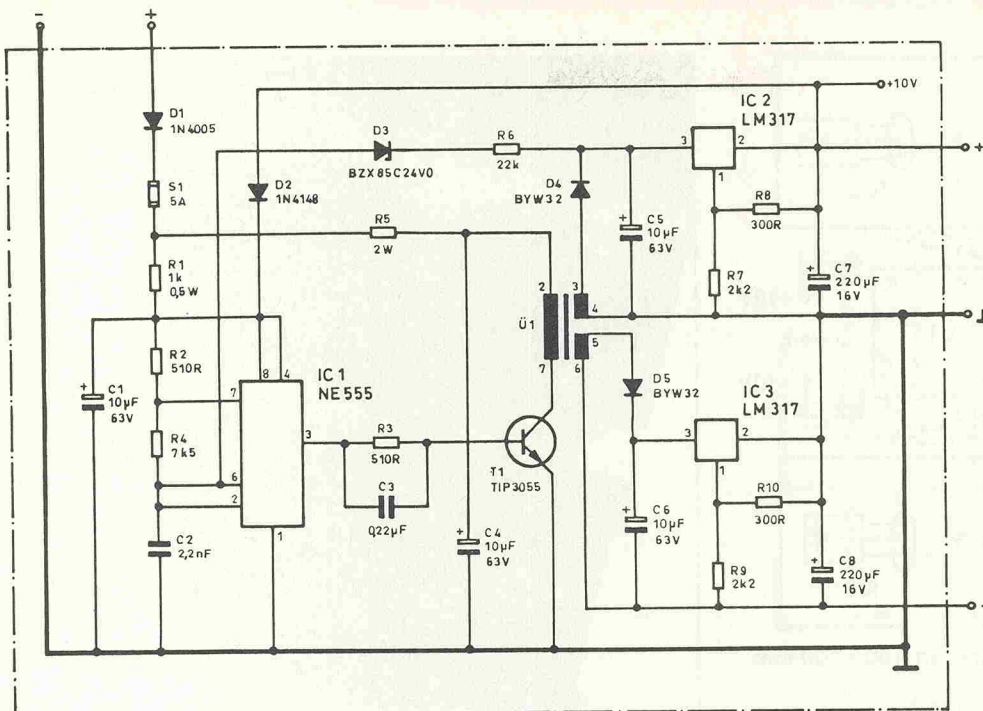 -
+
+10V
IC 2
LM317
D1
1N4005
D3
BZX85C24V0
R6
22k
3
2
1
+
S1
5A
D2
1N4148
D4
BYW32
R5
2W
+
C5
10µF
63V
R8
300R
R1
1k
0,5W
R7
2k2
+
C7
220µF
16V
2
3
4
Ü1
5
6
7
⊥
8
4
R2
510R
IC 1
NE555
D5
BYW32
IC 3
LM317
+
C1
10µF
63V
7
3
2
1
R4
7k5
3
R3
510R
T1
TIP3055
6
2
C3
0,22µF
R10
300R
+
C6
10µF
63V
C2
2,2nF
1
+
C4
10µF
63V
R9
2k2
+
C8
220µF
16V
-